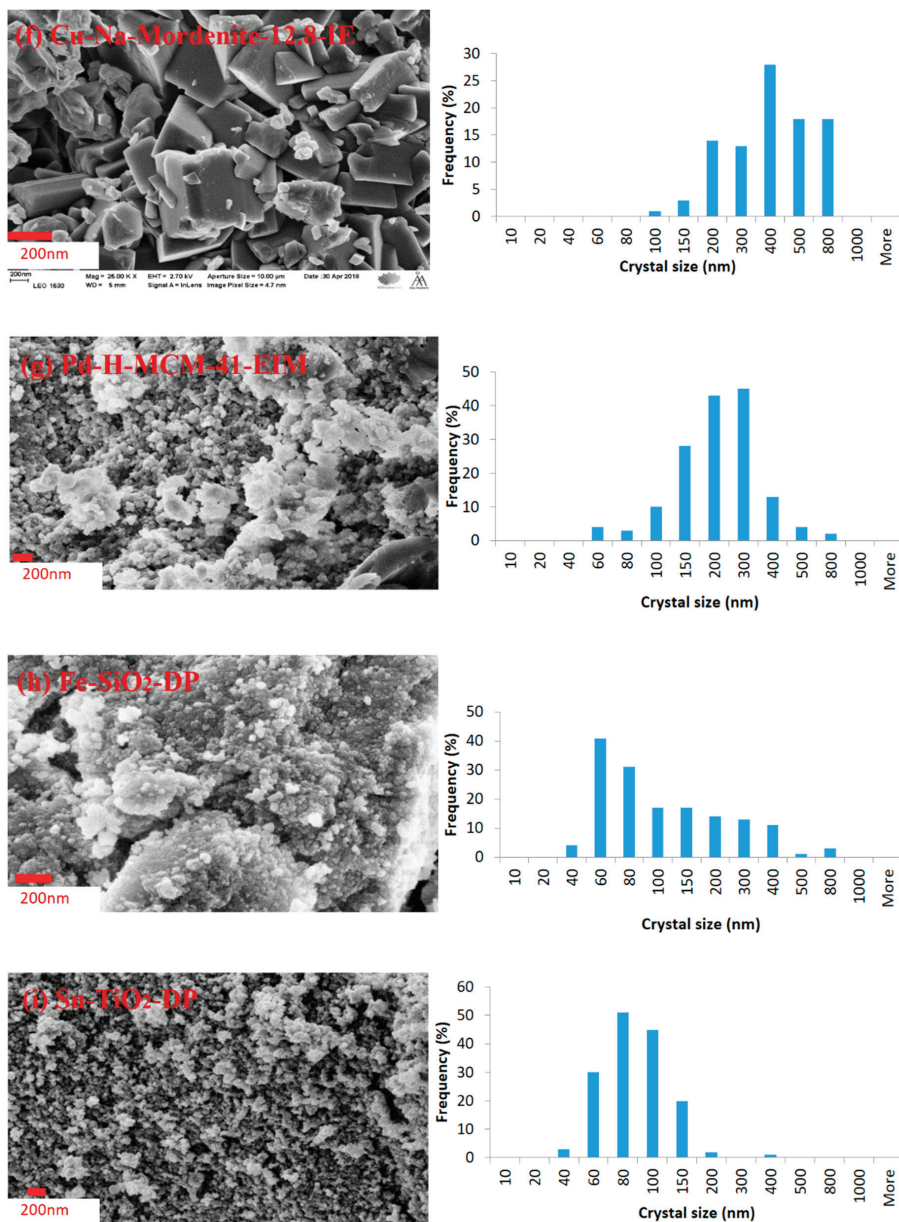 (f) Cu-Na-Mordenite-12.8-IE
200nm
200nm
LEO 1530
Mag = 25.00 K X
EHT = 2.70 kV
Aperture Size = 10.00 µm
Date :30 Apr 2018
WD = 5 mm
Signal A = InLens
Image Pixel Size = 4.7 nm
Frequency (%)
30
25
20
15
10
5
0
10 20 40 60 80 100 150 200 300 400 500 800 1000 More
Crystal size (nm)
(g) Pd-H-MCM-41-EIM
200nm
Frequency (%)
50
40
30
20
10
0
10 20 40 60 80 100 150 200 300 400 500 800 1000 More
Crystal size (nm)
(h) Fe-SiO₂-DP
200nm
Frequency (%)
50
40
30
20
10
0
10 20 40 60 80 100 150 200 300 400 500 800 1000 More
Crystal size (nm)
(i) Sn-TiO₂-DP
200nm
Frequency (%)
60
50
40
30
20
10
0
10 20 40 60 80 100 150 200 300 400 500 800 1000 More
Crystal size (nm)